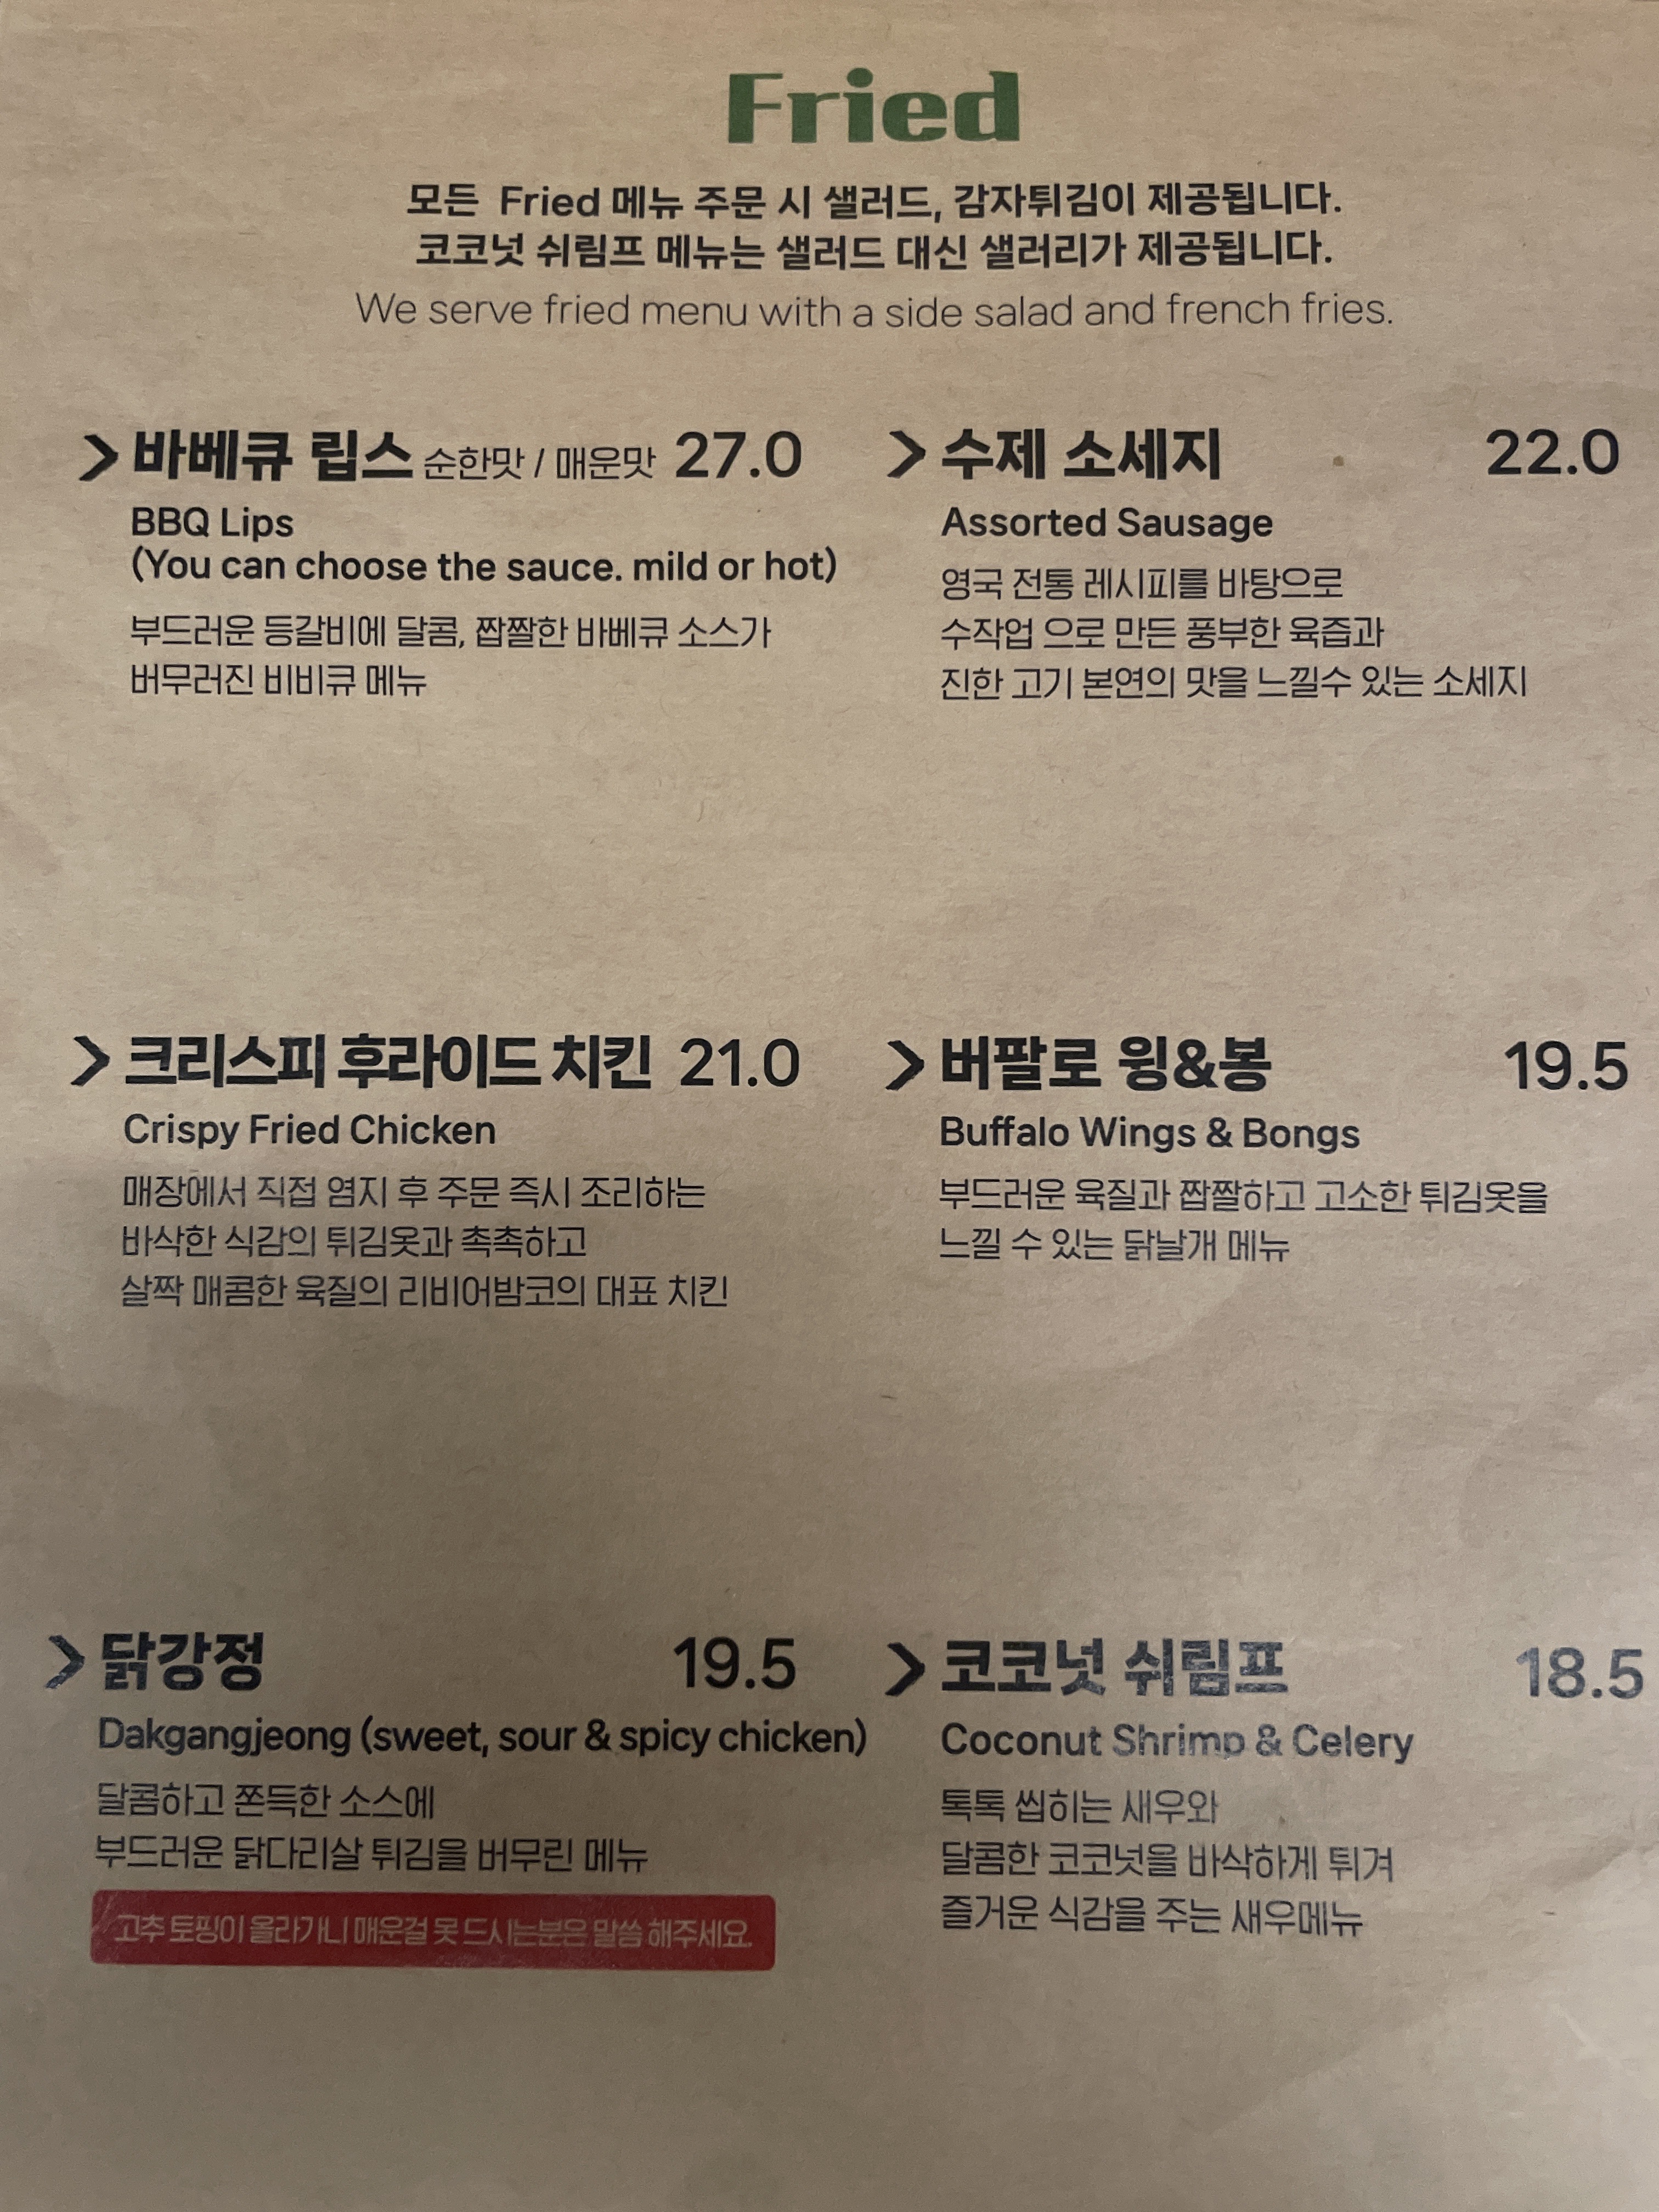 Fried
모든 Fried 메뉴 주문 시 샐러드, 감자튀김이 제공됩니다.
코코넛 쉬림프 메뉴는 샐러드 대신 샐러리가 제공됩니다.
We serve fried menu with a side salad and french fries.
> 바베큐 립스 순한맛 / 매운맛 27.0
BBQ Lips
(You can choose the sauce. mild or hot)
부드러운 등갈비에 달콤, 짭짤한 바베큐 소스가
버무러진 비비큐 메뉴
> 수제 소세지 22.0
Assorted Sausage
영국 전통 레시피를 바탕으로
수작업 으로 만든 풍부한 육즙과
진한 고기 본연의 맛을 느낄수 있는 소세지
> 크리스피 후라이드 치킨 21.0
Crispy Fried Chicken
매장에서 직접 염지 후 주문 즉시 조리하는
바삭한 식감의 튀김옷과 촉촉하고
살짝 매콤한 육질의 리비어밤코의 대표 치킨
> 버팔로 윙&봉 19.5
Buffalo Wings & Bongs
부드러운 육질과 짭짤하고 고소한 튀김옷을
느낄 수 있는 닭날개 메뉴
> 닭강정 19.5
Dakgangjeong (sweet, sour & spicy chicken)
달콤하고 쫀득한 소스에
부드러운 닭다리살 튀김을 버무린 메뉴
고추 토핑이 올라가니 매운걸 못 드시는분은 말씀 해주세요.
> 코코넛 쉬림프 18.5
Coconut Shrimp & Celery
톡톡 씹히는 새우와
달콤한 코코넛을 바삭하게 튀겨
즐거운 식감을 주는 새우메뉴